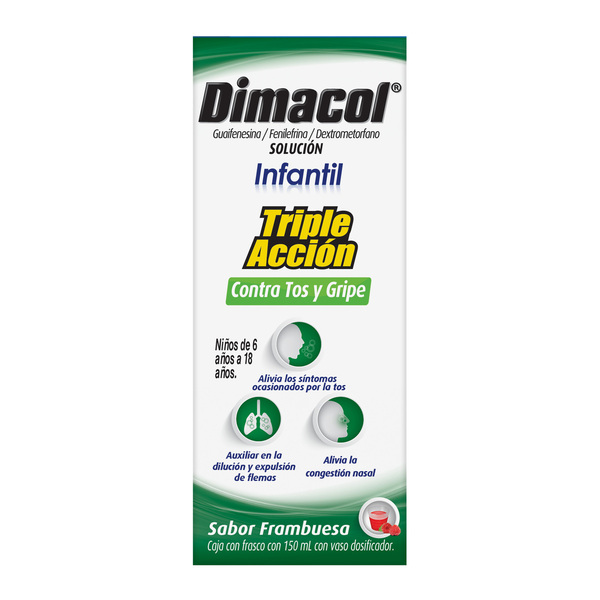 Dimacol®
Guaifenesina / Fenilefrina / Dextrometorfano
SOLUCIÓN
Infantil
Triple
Acción
Contra Tos y Gripe
Niños de 6
años a 18
años.
Alivia los síntomas
ocasionados por la tos
Auxiliar en la
dilución y expulsión
de flemas
Alivia la
congestión nasal
Sabor Frambuesa
Caja con frasco con 150 mL con vaso dosificador.